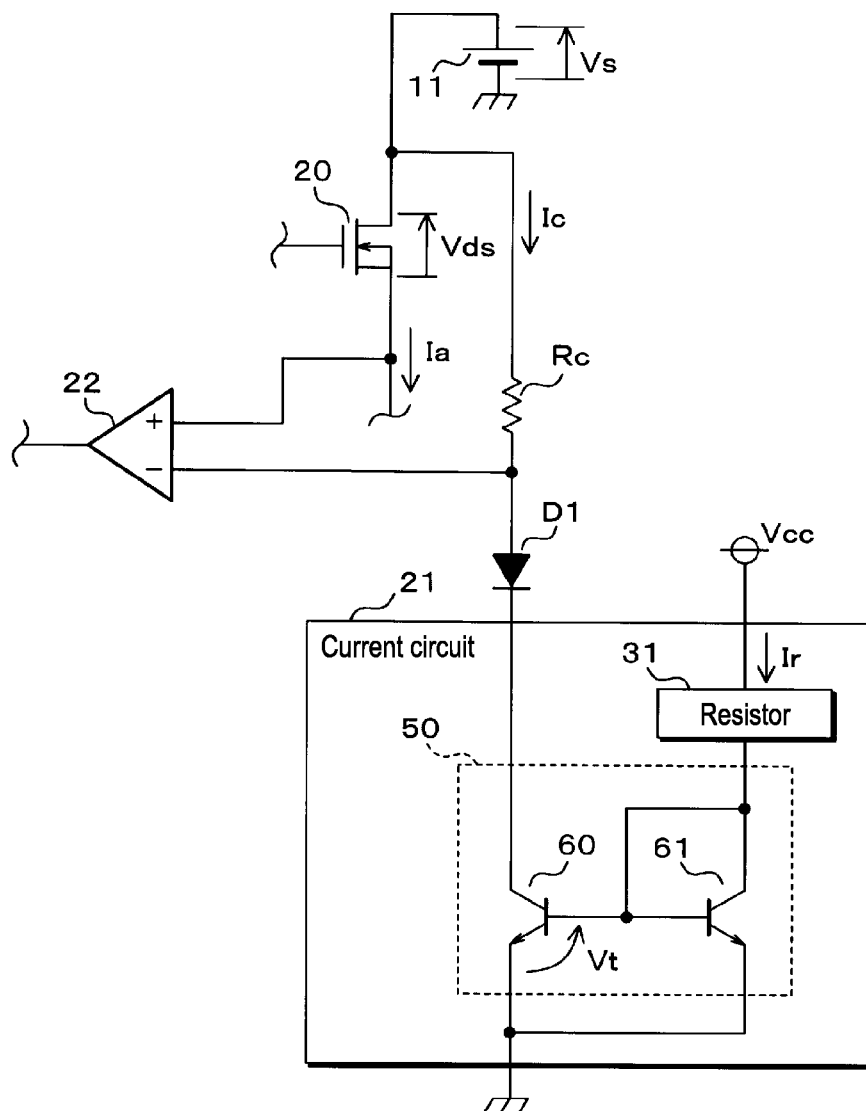 11
Vs
20
Vds
Ic
Ia
Rc
22
+
−
D1
Vcc
21
Current circuit
31
Ir
Resistor
50
60
61
Vt